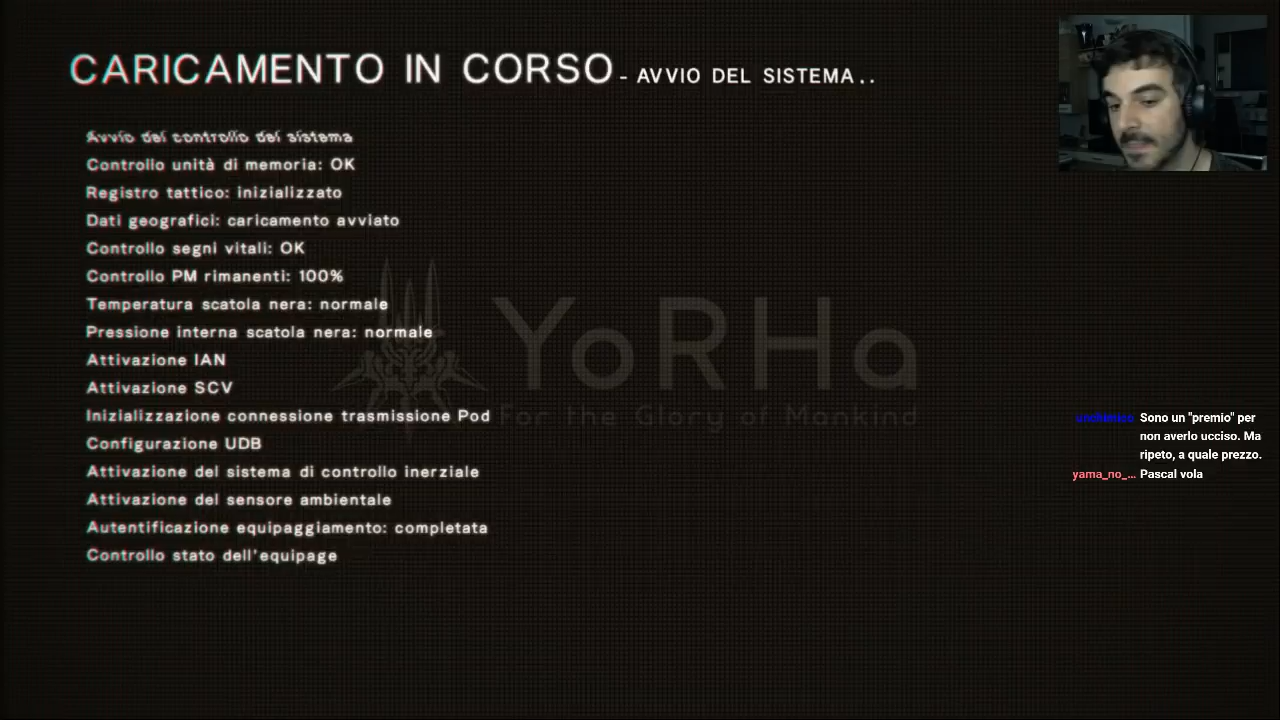 CARICAMENTO IN CORSO - AVVIO DEL SISTEMA..
Avvio del controllo del sistema
Controllo unità di memoria: OK
Registro tattico: inizializzato
Dati geografici: caricamento avviato
Controllo segni vitali: OK
Controllo PM rimanenti: 100%
Temperatura scatola nera: normale
Pressione interna scatola nera: normale
Attivazione IAN
Attivazione SCV
Inizializzazione connessione trasmissione Pod
Configurazione UDB
Attivazione del sistema di controllo inerziale
Attivazione del sensore ambientale
Autentificazione equipaggiamento: completata
Controllo stato dell'equipage
YoRHa
For the Glory of Mankind
Sono un "premio" per
non averlo ucciso. Ma
ripeto, a quale prezzo.
yama_no_... Pascal vola